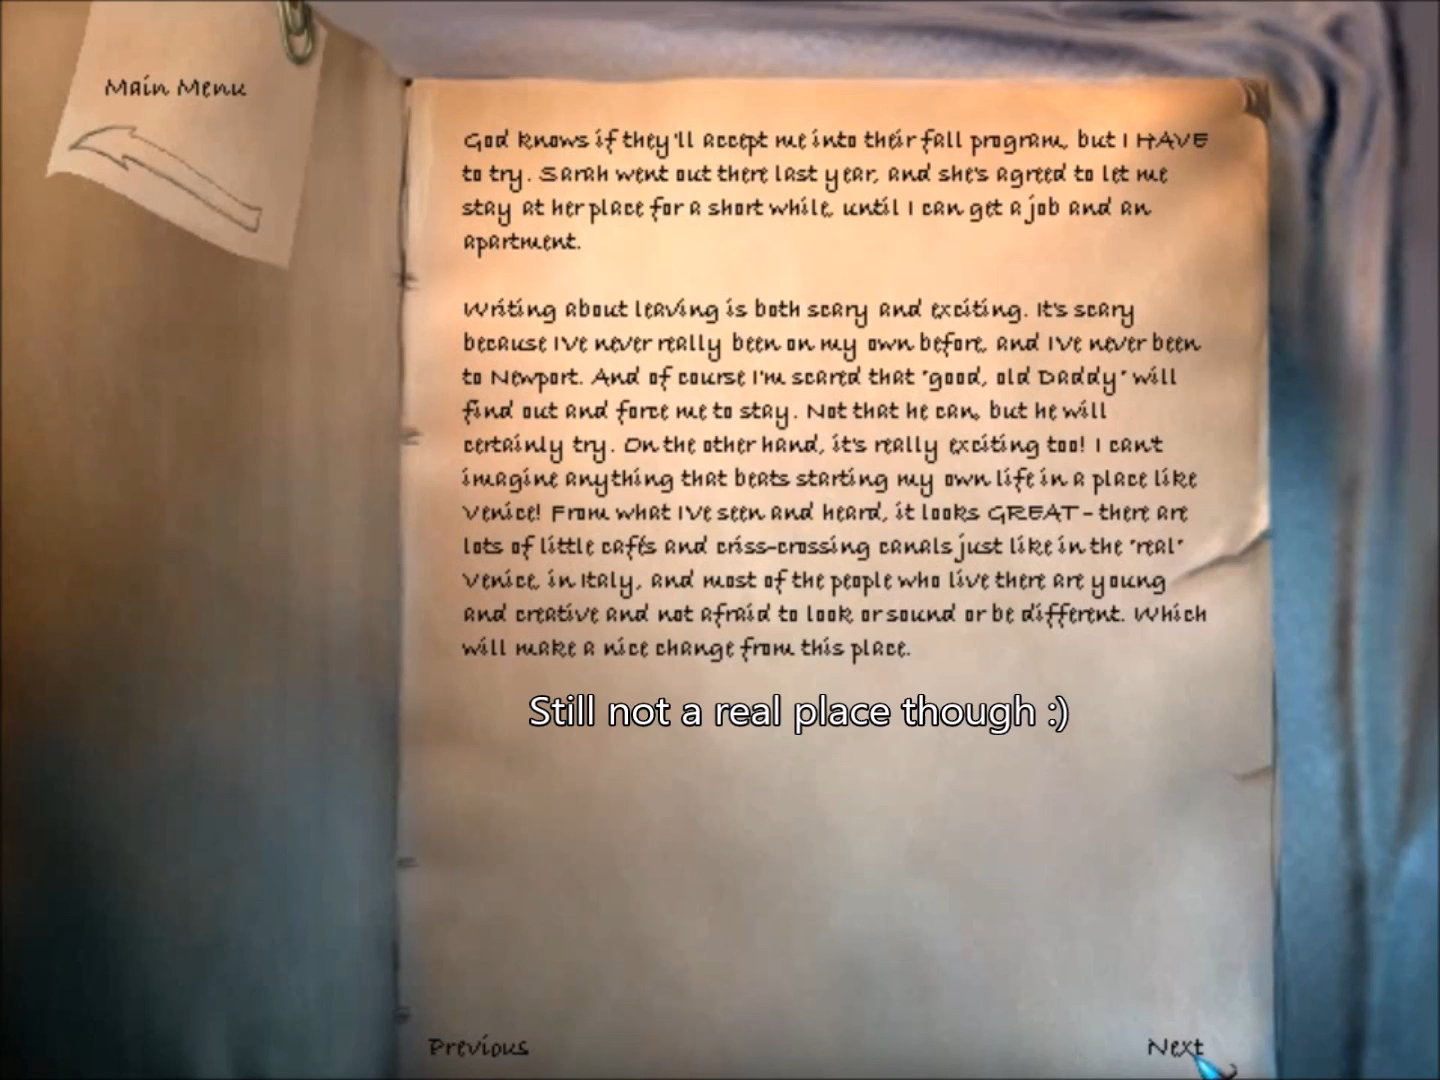 Main Menu
God knows if they'll accept me into their fall program, but I HAVE
to try. Sarah went out there last year, and she's agreed to let me
stay at her place for a short while, until I can get a job and an
apartment.
Writing about leaving is both scary and exciting. It's scary
because I've never really been on my own before, and I've never been
to Newport. And of course I'm scared that "good, old Daddy" will
find out and force me to stay. Not that he can, but he will
certainly try. On the other hand, it's really exciting too! I can't
imagine anything that beats starting my own life in a place like
Venice! From what I've seen and heard, it looks GREAT - there are
lots of little cafés and criss-crossing canals just like in the "real"
Venice, in Italy, and most of the people who live there are young
and creative and not afraid to look or sound or be different. Which
will make a nice change from this place.
Still not a real place though :)
Previous
Next